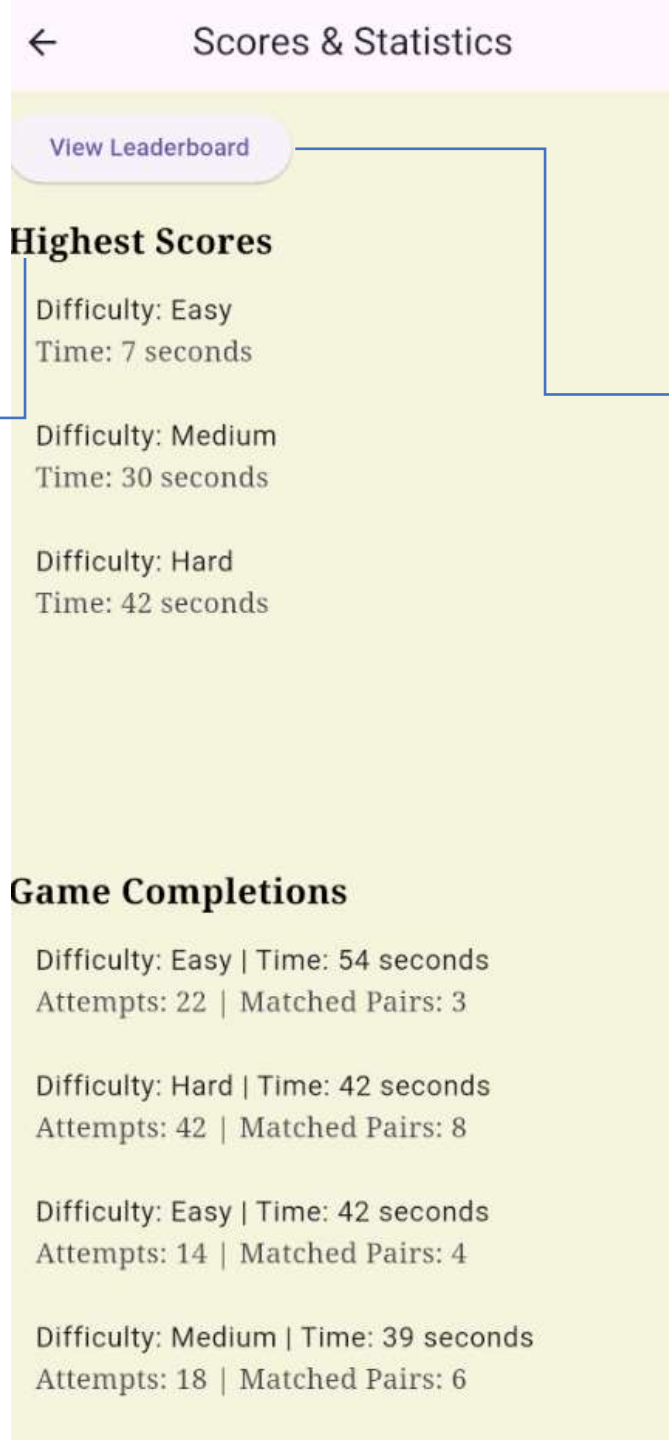 Scores & Statistics
View Leaderboard
Highest Scores
Difficulty: Easy
Time: 7 seconds
Difficulty: Medium
Time: 30 seconds
Difficulty: Hard
Time: 42 seconds
Game Completions
Difficulty: Easy | Time: 54 seconds
Attempts: 22 | Matched Pairs: 3
Difficulty: Hard | Time: 42 seconds
Attempts: 42 | Matched Pairs: 8
Difficulty: Easy | Time: 42 seconds
Attempts: 14 | Matched Pairs: 4
Difficulty: Medium | Time: 39 seconds
Attempts: 18 | Matched Pairs: 6